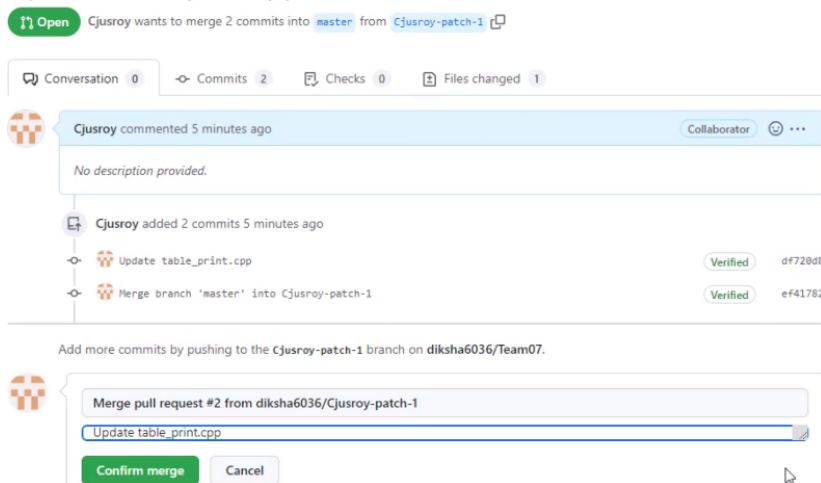 Open Cjusroy wants to merge 2 commits into master from Cjusroy-patch-1
Conversation 0 Commits 2 Checks 0 Files changed 1
Cjusroy commented 5 minutes ago Collaborator
No description provided.
Cjusroy added 2 commits 5 minutes ago
Update table_print.cpp Verified df720d8
Merge branch 'master' into Cjusroy-patch-1 Verified ef41782
Add more commits by pushing to the Cjusroy-patch-1 branch on diksha6036/Team07.
Merge pull request #2 from diksha6036/Cjusroy-patch-1
Update table_print.cpp
Confirm merge Cancel